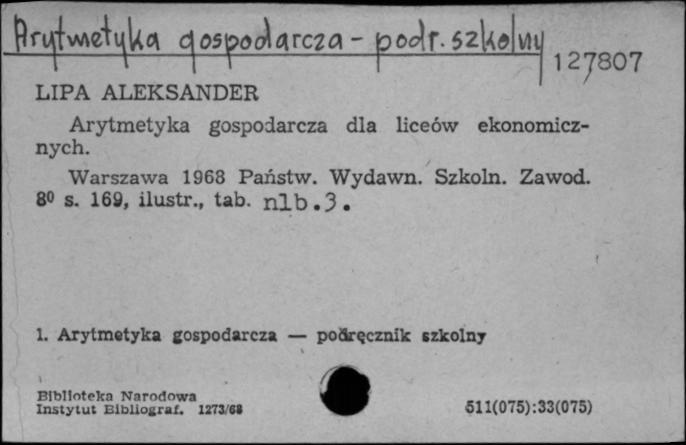 Arytmetyka gospodarcza - podr. szkolny
127807
LIPA ALEKSANDER
Arytmetyka gospodarcza dla liceów ekonomicz-
nych.
Warszawa 1968 Państw. Wydawn. Szkoln. Zawod.
8⁰ s. 169, ilustr., tab. nlb.3.
1. Arytmetyka gospodarcza — podręcznik szkolny
Biblioteka Narodowa
Instytut Bibliograf. 1273/68
511(075):33(075)